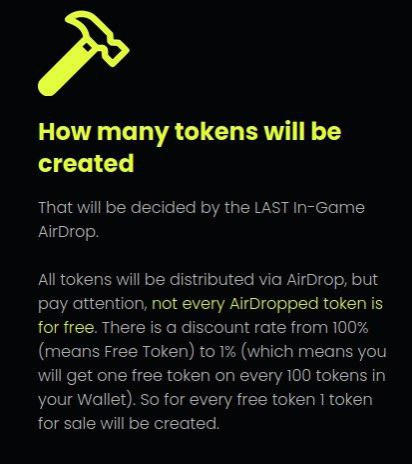 How many tokens will be
created
That will be decided by the LAST In-Game
AirDrop.
All tokens will be distributed via AirDrop, but
pay attention, not every AirDropped token is
for free. There is a discount rate from 100%
(means Free Token) to 1% (which means you
will get one free token on every 100 tokens in
your Wallet). So for every free token 1 token
for sale will be created.